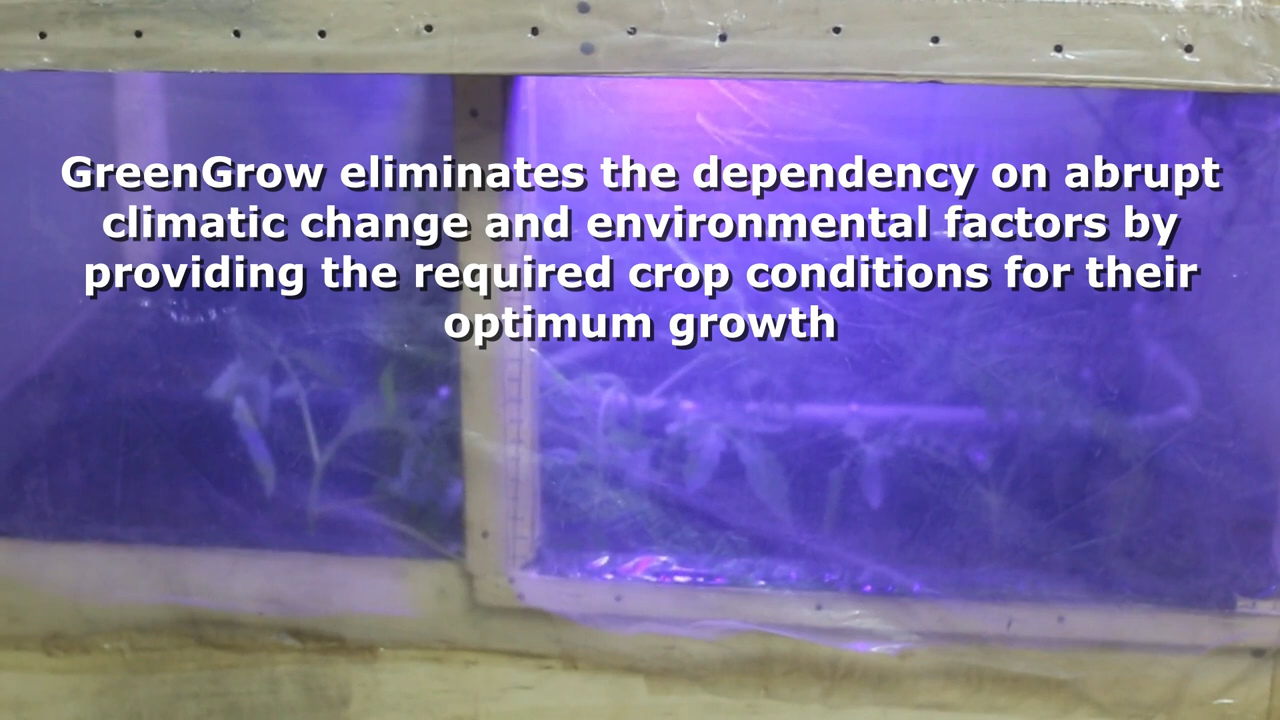 GreenGrow eliminates the dependency on abrupt
climatic change and environmental factors by
providing the required crop conditions for their
optimum growth